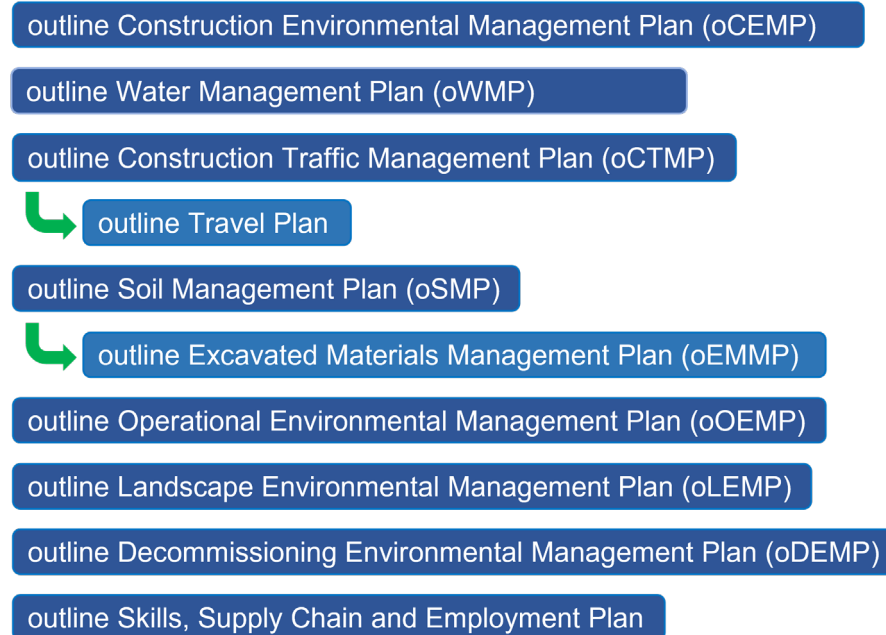 outline Construction Environmental Management Plan (oCEMP)
outline Water Management Plan (oWMP)
outline Construction Traffic Management Plan (oCTMP)
outline Travel Plan
outline Soil Management Plan (oSMP)
outline Excavated Materials Management Plan (oEMMP)
outline Operational Environmental Management Plan (oOEMP)
outline Landscape Environmental Management Plan (oLEMP)
outline Decommissioning Environmental Management Plan (oDEMP)
outline Skills, Supply Chain and Employment Plan